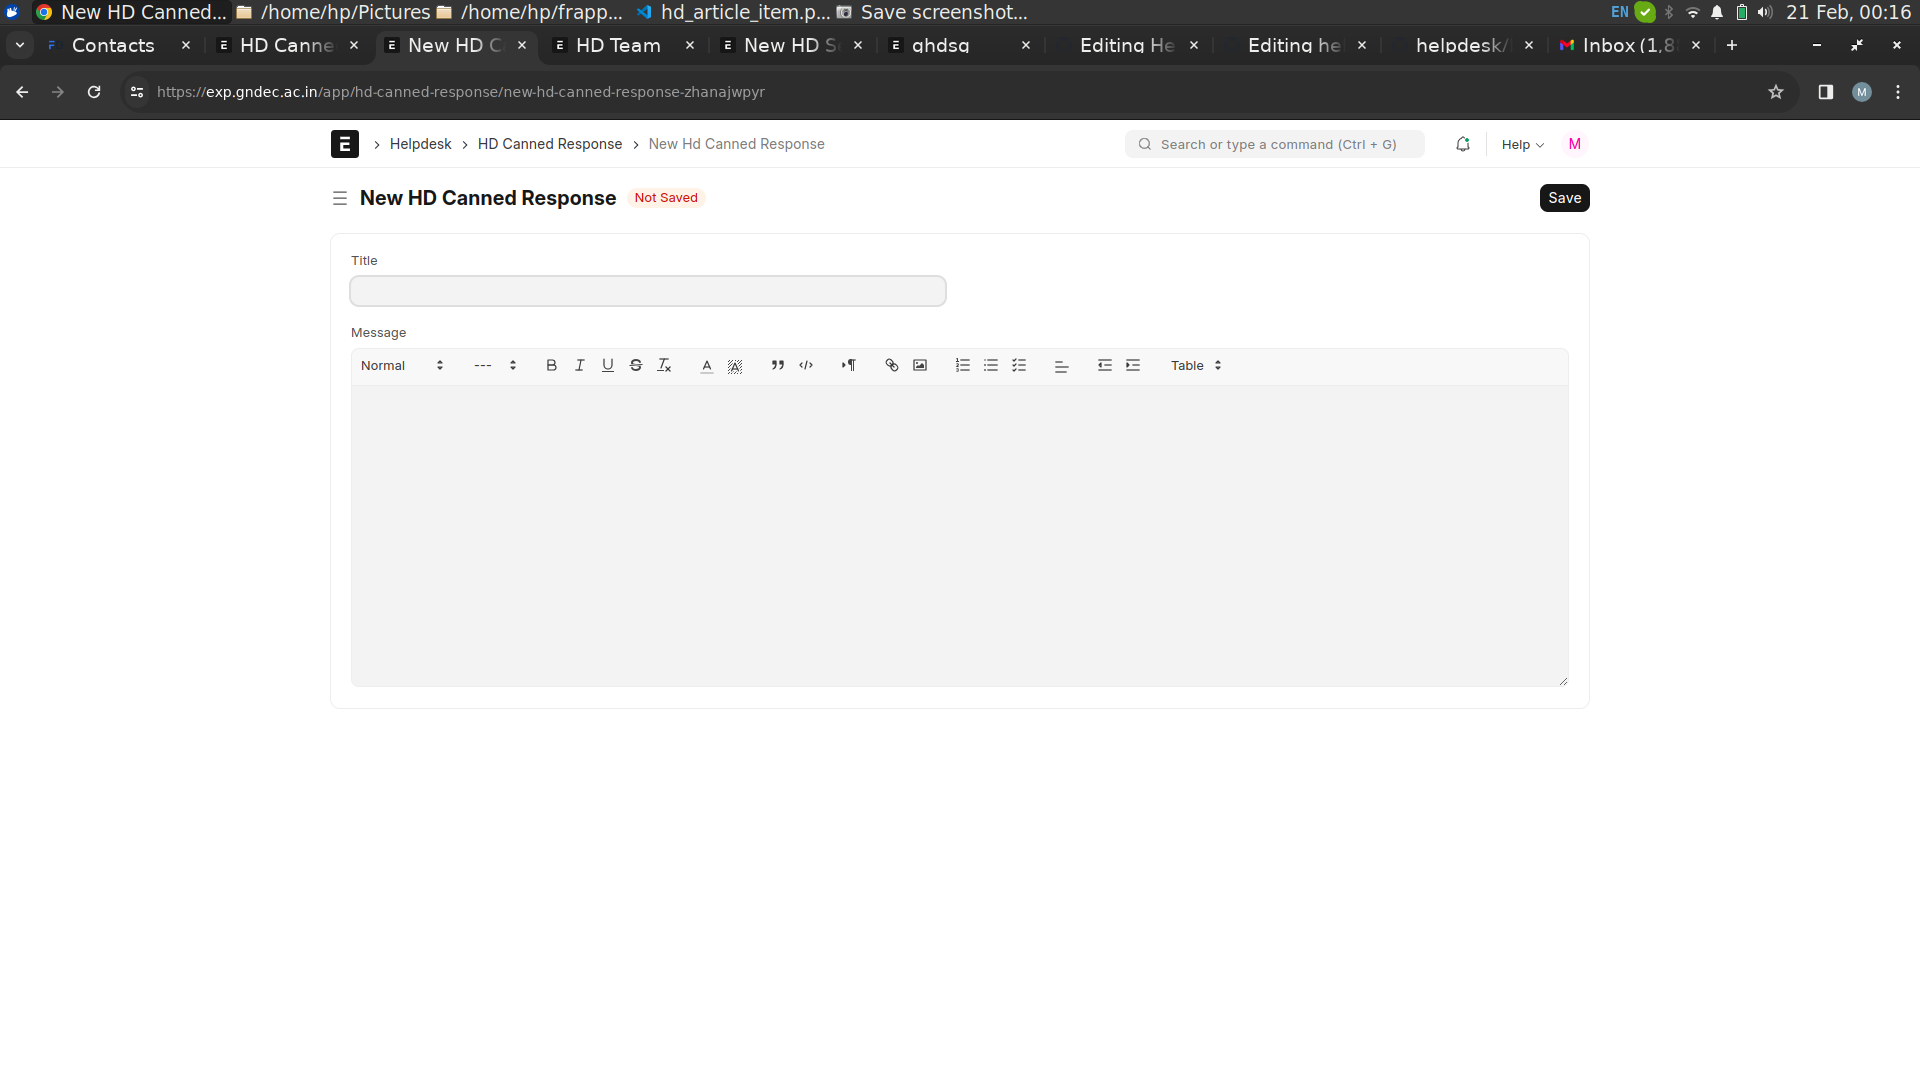 New HD Canned... /home/hp/Pictures /home/hp/frapp... hd_article_item.p... Save screenshot... EN 21 Feb, 00:16
Contacts HD Canne New HD C HD Team New HD S ghdsg Editing He Editing he helpdesk/ Inbox (1,8
https://exp.gndec.ac.in/app/hd-canned-response/new-hd-canned-response-zhanajwpyr M
E Helpdesk HD Canned Response New Hd Canned Response Search or type a command (Ctrl + G) Help M
New HD Canned Response Not Saved Save
Title
Message
Normal --- B I U S Tx A A Table